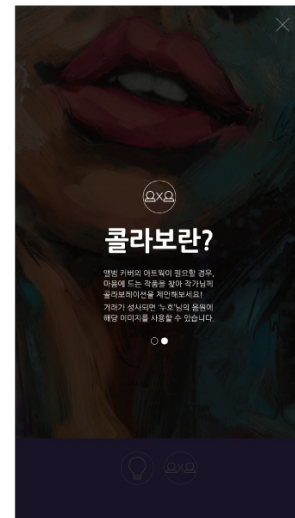 콜라보란?
앨범 커버의 아트웍이 필요할 경우,
마음에 드는 작품을 찾아 작가님께
콜라보레이션을 제안해보세요!
거래가 성사되면 '누호'님의 음원에
해당 이미지를 사용할 수 있습니다.